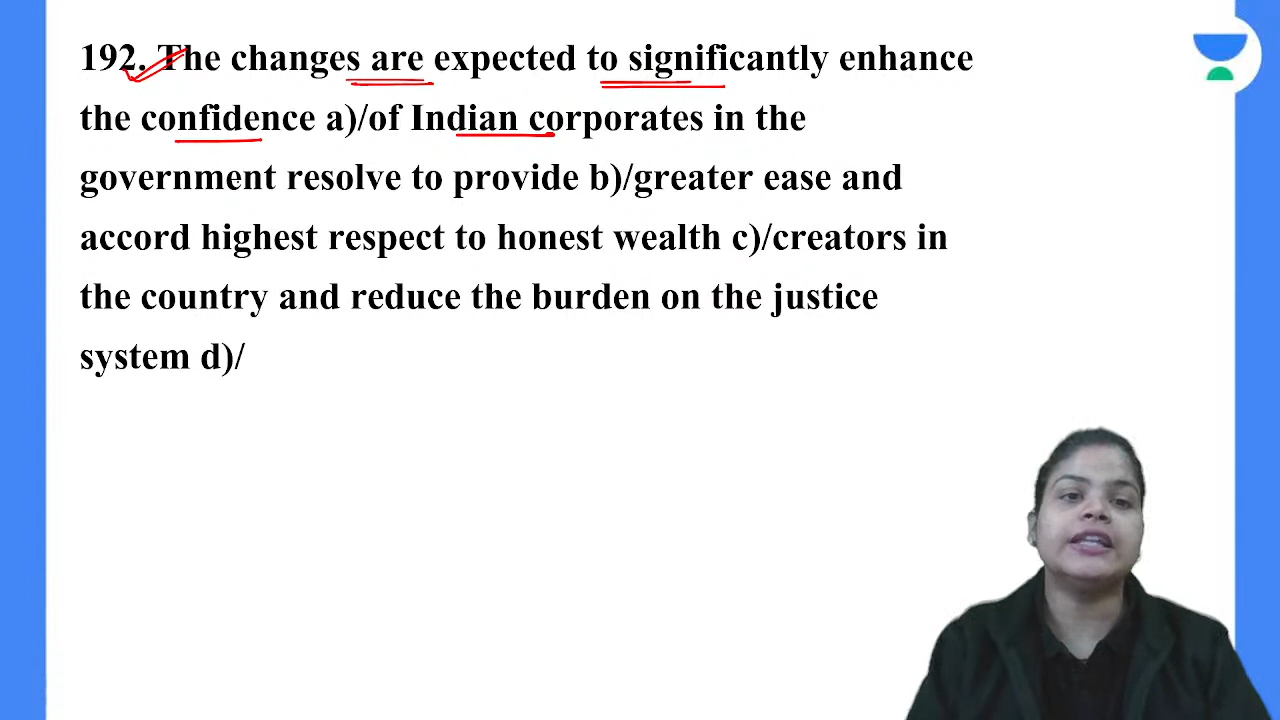 192. The changes are expected to significantly enhance
the confidence a)/of Indian corporates in the
government resolve to provide b)/greater ease and
accord highest respect to honest wealth c)/creators in
the country and reduce the burden on the justice
system d)/